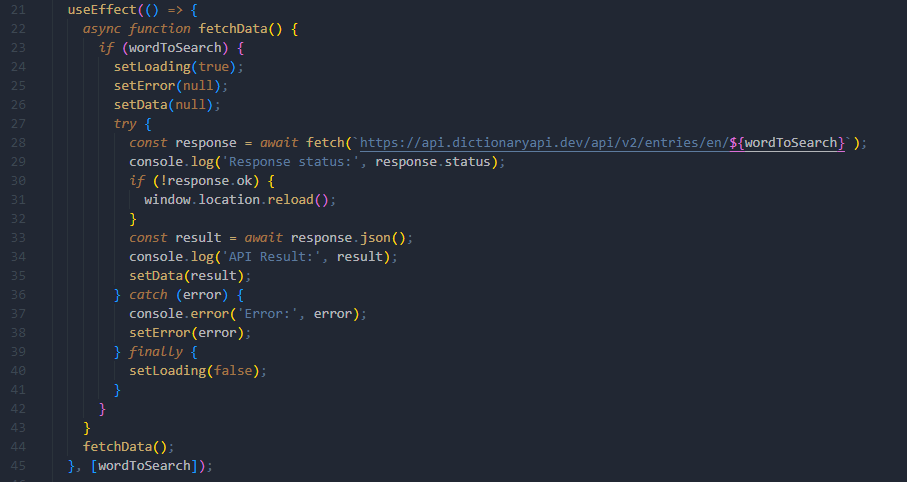 21 useEffect(() => {
22 async function fetchData() {
23 if (wordToSearch) {
24 setLoading(true);
25 setError(null);
26 setData(null);
27 try {
28 const response = await fetch(`https://api.dictionaryapi.dev/api/v2/entries/en/${wordToSearch}`);
29 console.log('Response status:', response.status);
30 if (!response.ok) {
31 window.location.reload();
32 }
33 const result = await response.json();
34 console.log('API Result:', result);
35 setData(result);
36 } catch (error) {
37 console.error('Error:', error);
38 setError(error);
39 } finally {
40 setLoading(false);
41 }
42 }
43 }
44 fetchData();
45 }, [wordToSearch]);